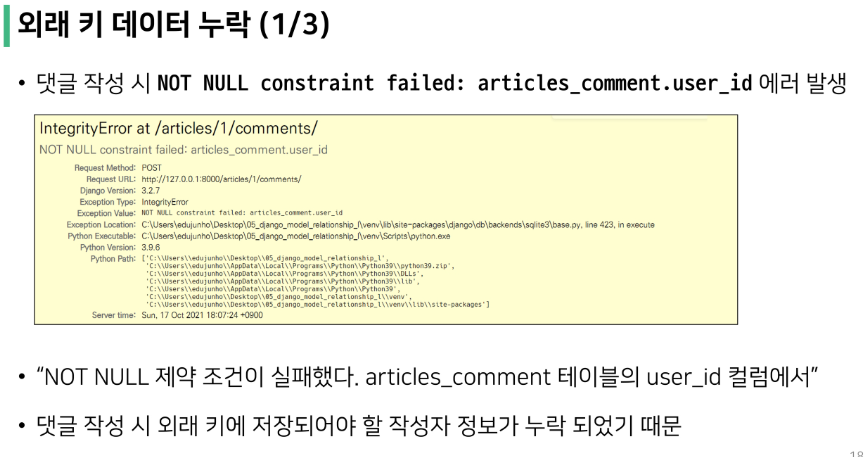 외래 키 데이터 누락 (1/3)
• 댓글 작성 시 NOT NULL constraint failed: articles_comment.user_id 에러 발생
IntegrityError at /articles/1/comments/
NOT NULL constraint failed: articles_comment.user_id
Request Method: POST
Request URL: http://127.0.0.1:8000/articles/1/comments/
Django Version: 3.2.7
Exception Type: IntegrityError
Exception Value: NOT NULL constraint failed: articles_comment.user_id
Exception Location: C:\Users\edujunho\Desktop\05_django_model_relationship_I\venv\lib\site-packages\django\db\backends\sqlite3\base.py, line 423, in execute
Python Executable: C:\Users\edujunho\Desktop\05_django_model_relationship_I\venv\Scripts\python.exe
Python Version: 3.9.6
Python Path: ['C:\\Users\\edujunho\\Desktop\\05_django_model_relationship_l',
'C:\\Users\\edujunho\\AppData\\Local\\Programs\\Python\\Python39\\python39.zip',
'C:\\Users\\edujunho\\AppData\\Local\\Programs\\Python\\Python39\\DLLs',
'C:\\Users\\edujunho\\AppData\\Local\\Programs\\Python\\Python39\\lib',
'C:\\Users\\edujunho\\AppData\\Local\\Programs\\Python\\Python39',
'C:\\Users\\edujunho\\Desktop\\05_django_model_relationship_l\\venv',
'C:\\Users\\edujunho\\Desktop\\05_django_model_relationship_l\\venv\\lib\\site-packages']
Server time: Sun, 17 Oct 2021 18:07:24 +0900
• “NOT NULL 제약 조건이 실패했다. articles_comment 테이블의 user_id 컬럼에서”
• 댓글 작성 시 외래 키에 저장되어야 할 작성자 정보가 누락 되었기 때문